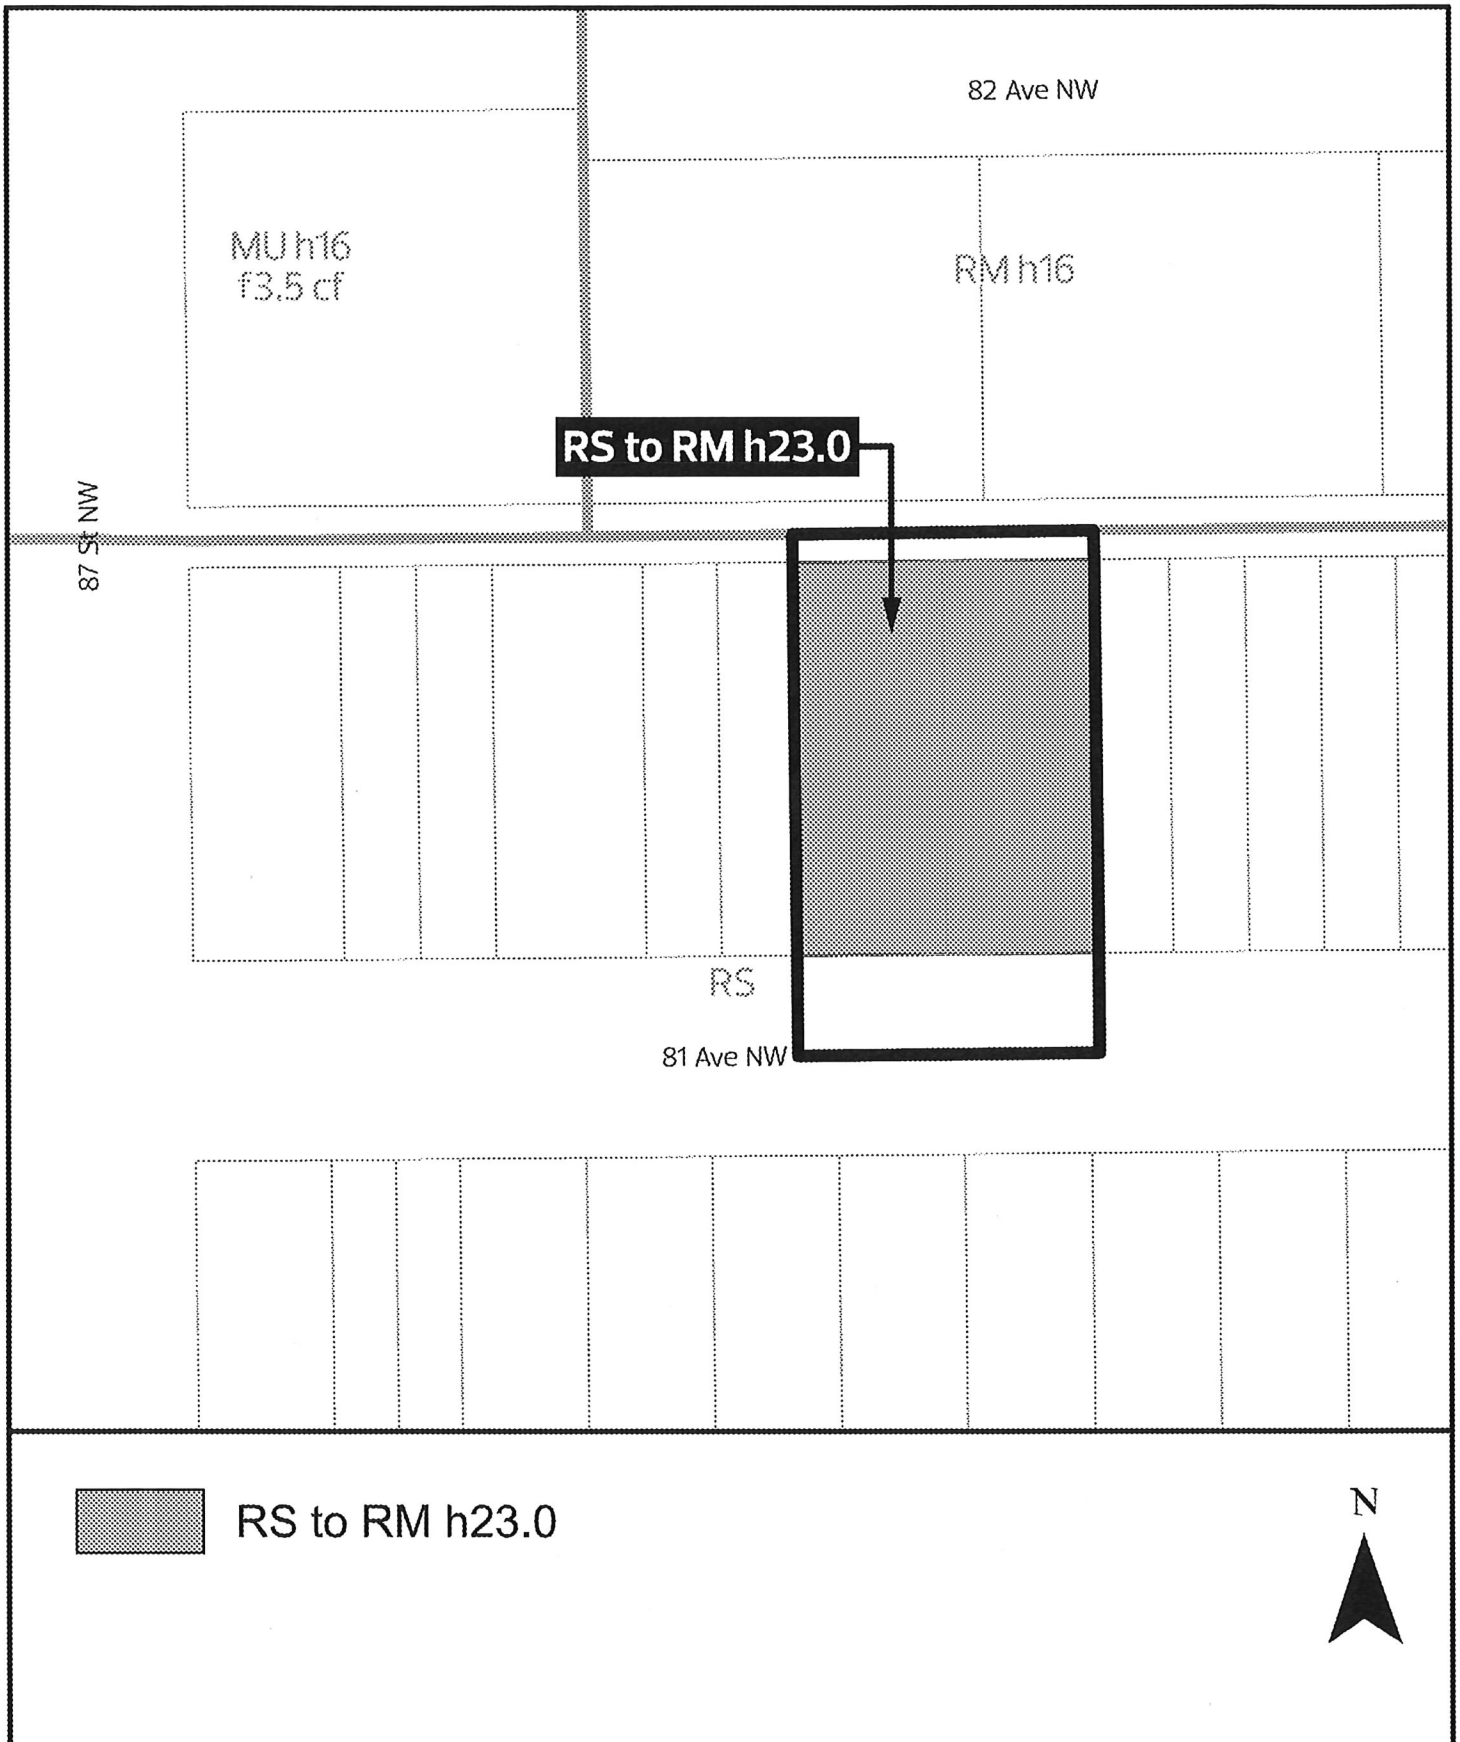 82 Ave NW
MU h16
f3.5 cf
RM h16
RS to RM h23.0
87 St NW
RS
81 Ave NW
RS to RM h23.0
N